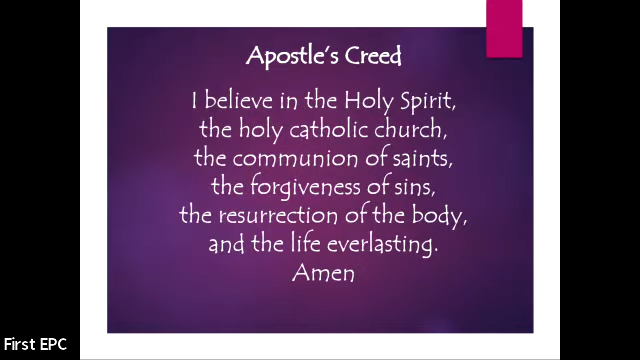 Apostle's Creed
I believe in the Holy Spirit,
the holy catholic church,
the communion of saints,
the forgiveness of sins,
the resurrection of the body,
and the life everlasting.
Amen
First EPC